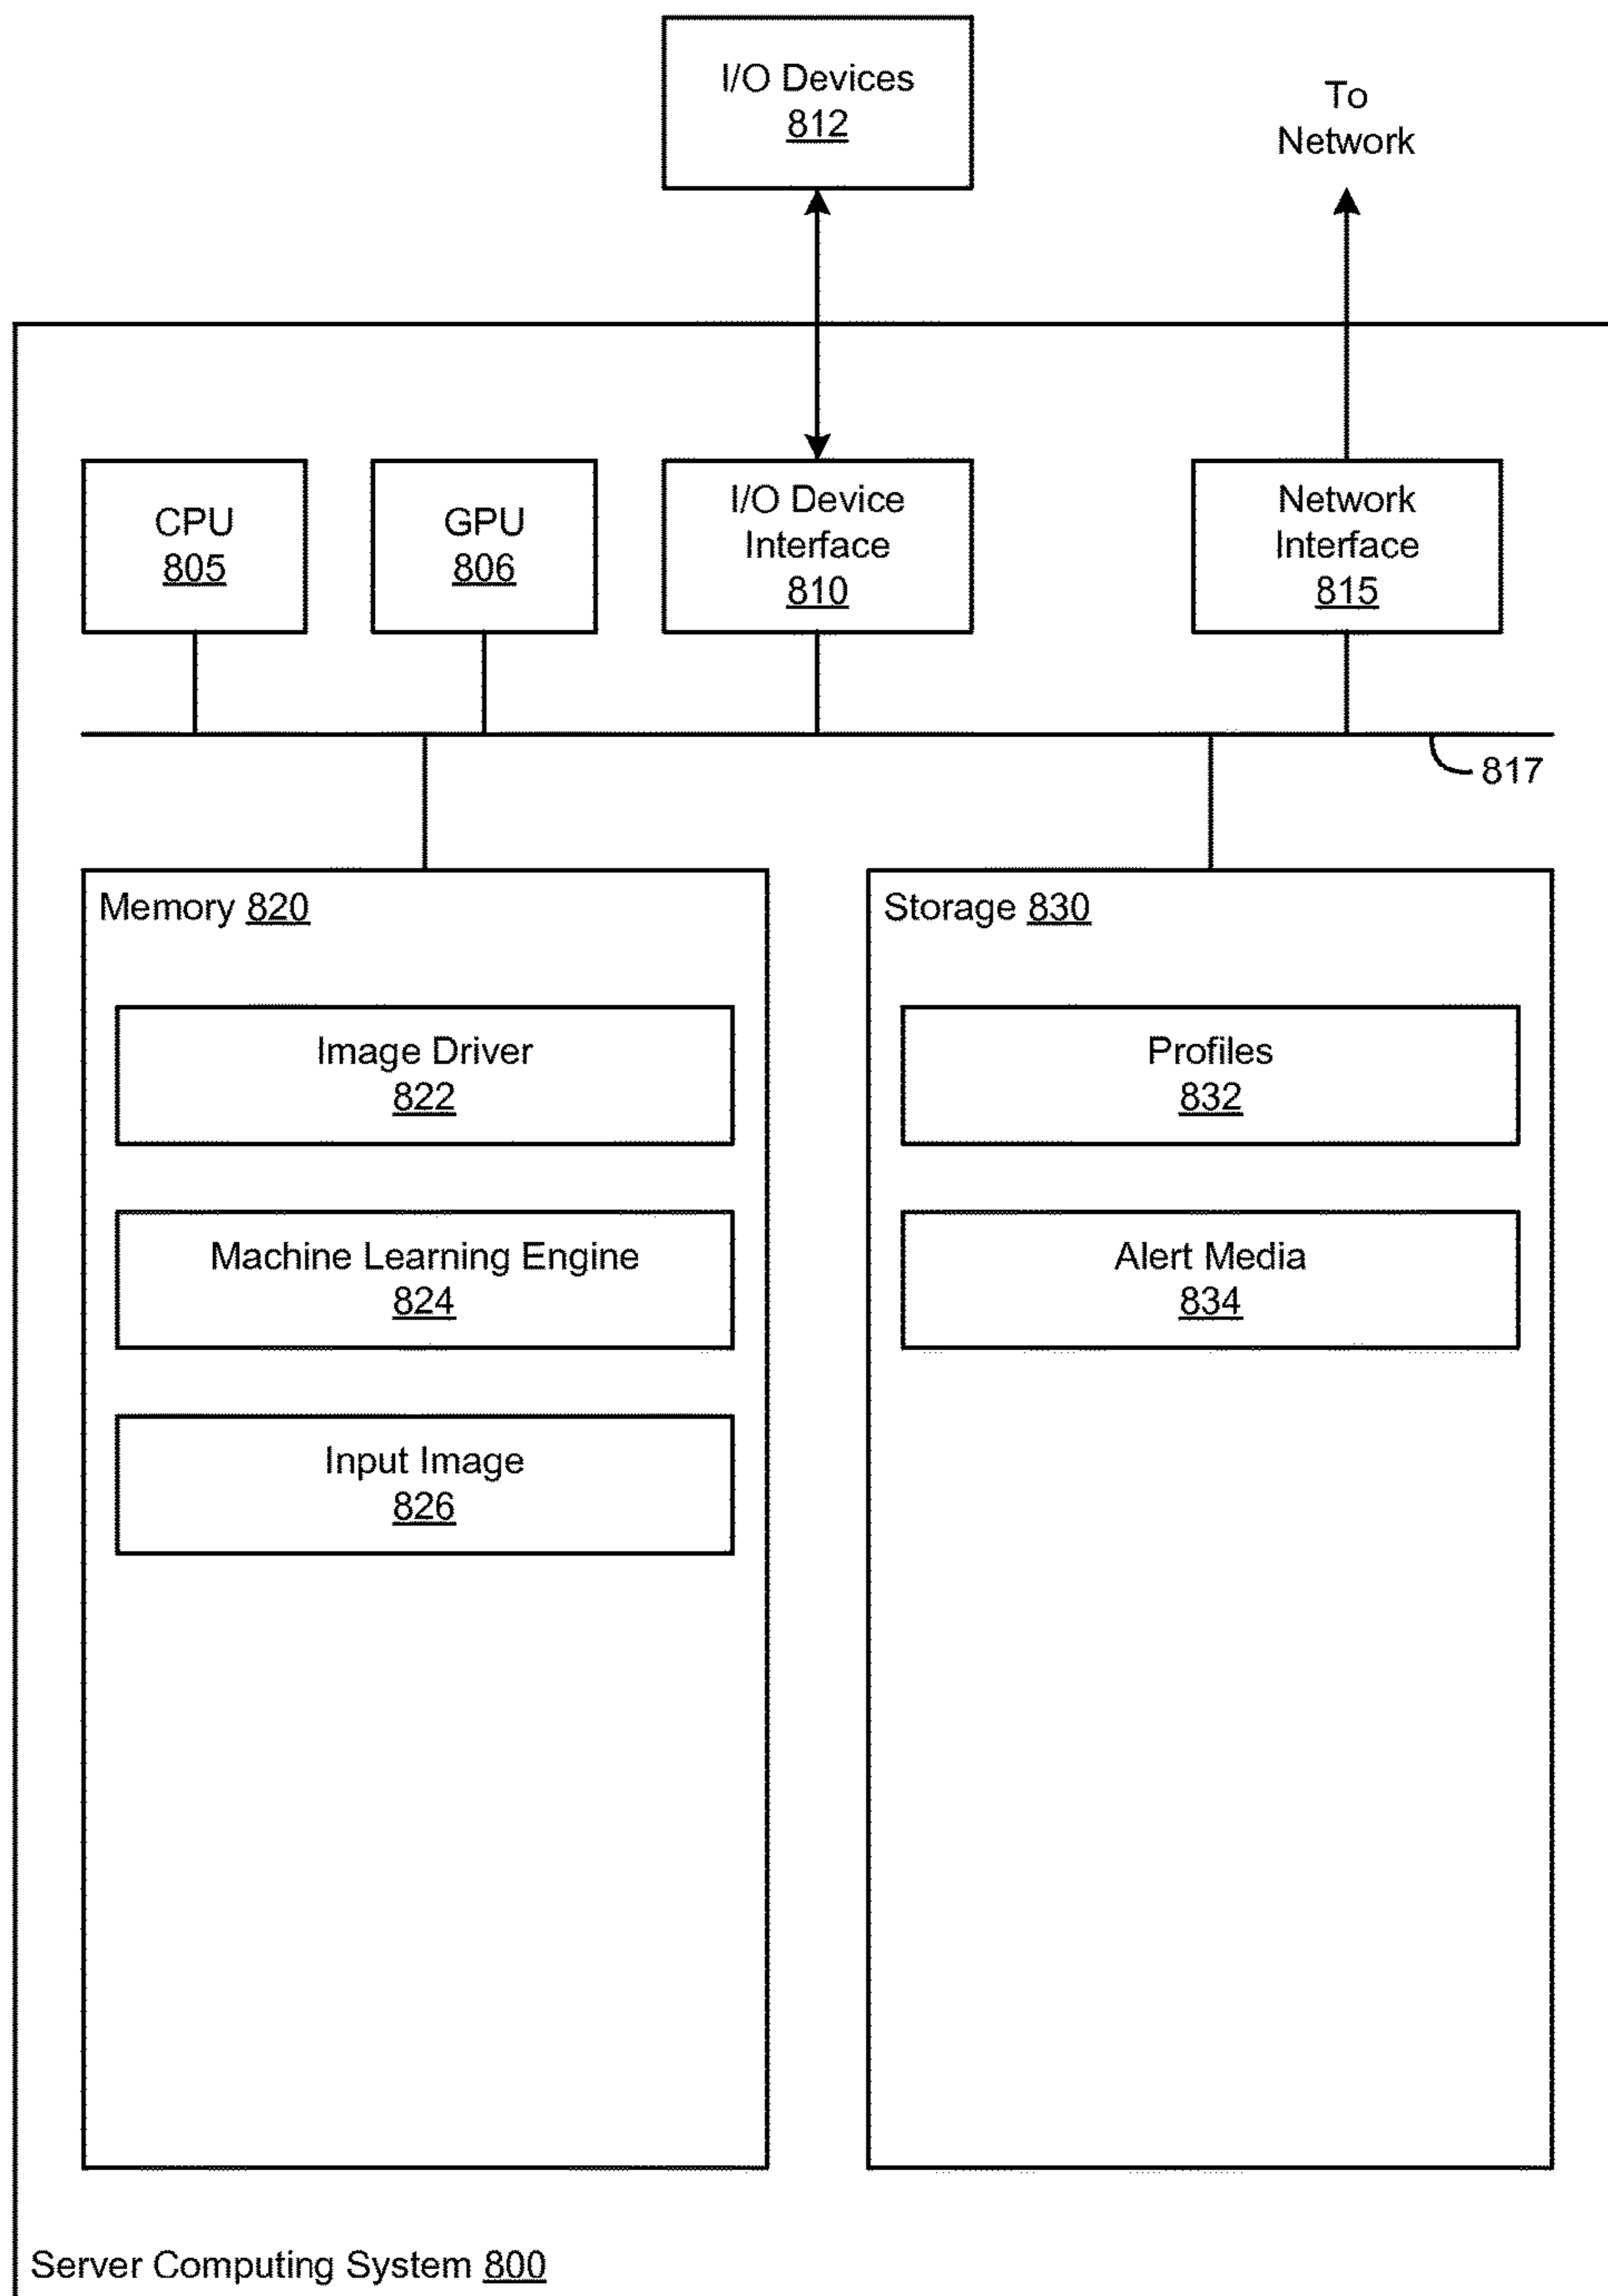 I/O Devices
812
To
Network
CPU
805
GPU
806
I/O Device
Interface
810
Network
Interface
815
817
Memory 820
Image Driver
822
Machine Learning Engine
824
Input Image
826
Storage 830
Profiles
832
Alert Media
834
Server Computing System 800